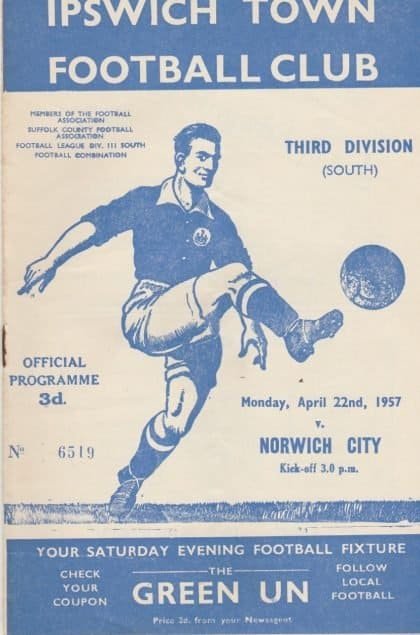 IPSWICH TOWN
FOOTBALL CLUB
MEMBERS OF THE FOOTBALL
ASSOCIATION
SUFFOLK COUNTY FOOTBALL
ASSOCIATION
FOOTBALL LEAGUE DIV. III SOUTH
FOOTBALL COMBINATION
THIRD DIVISION
(SOUTH)
OFFICIAL
PROGRAMME
3d.
No 6519
Monday, April 22nd, 1957
v.
NORWICH CITY
Kick-off 3.0 p.m.
YOUR SATURDAY EVENING FOOTBALL FIXTURE
CHECK
YOUR
COUPON
THE
GREEN UN
FOLLOW
LOCAL
FOOTBALL
Price 2d. from your Newsagent